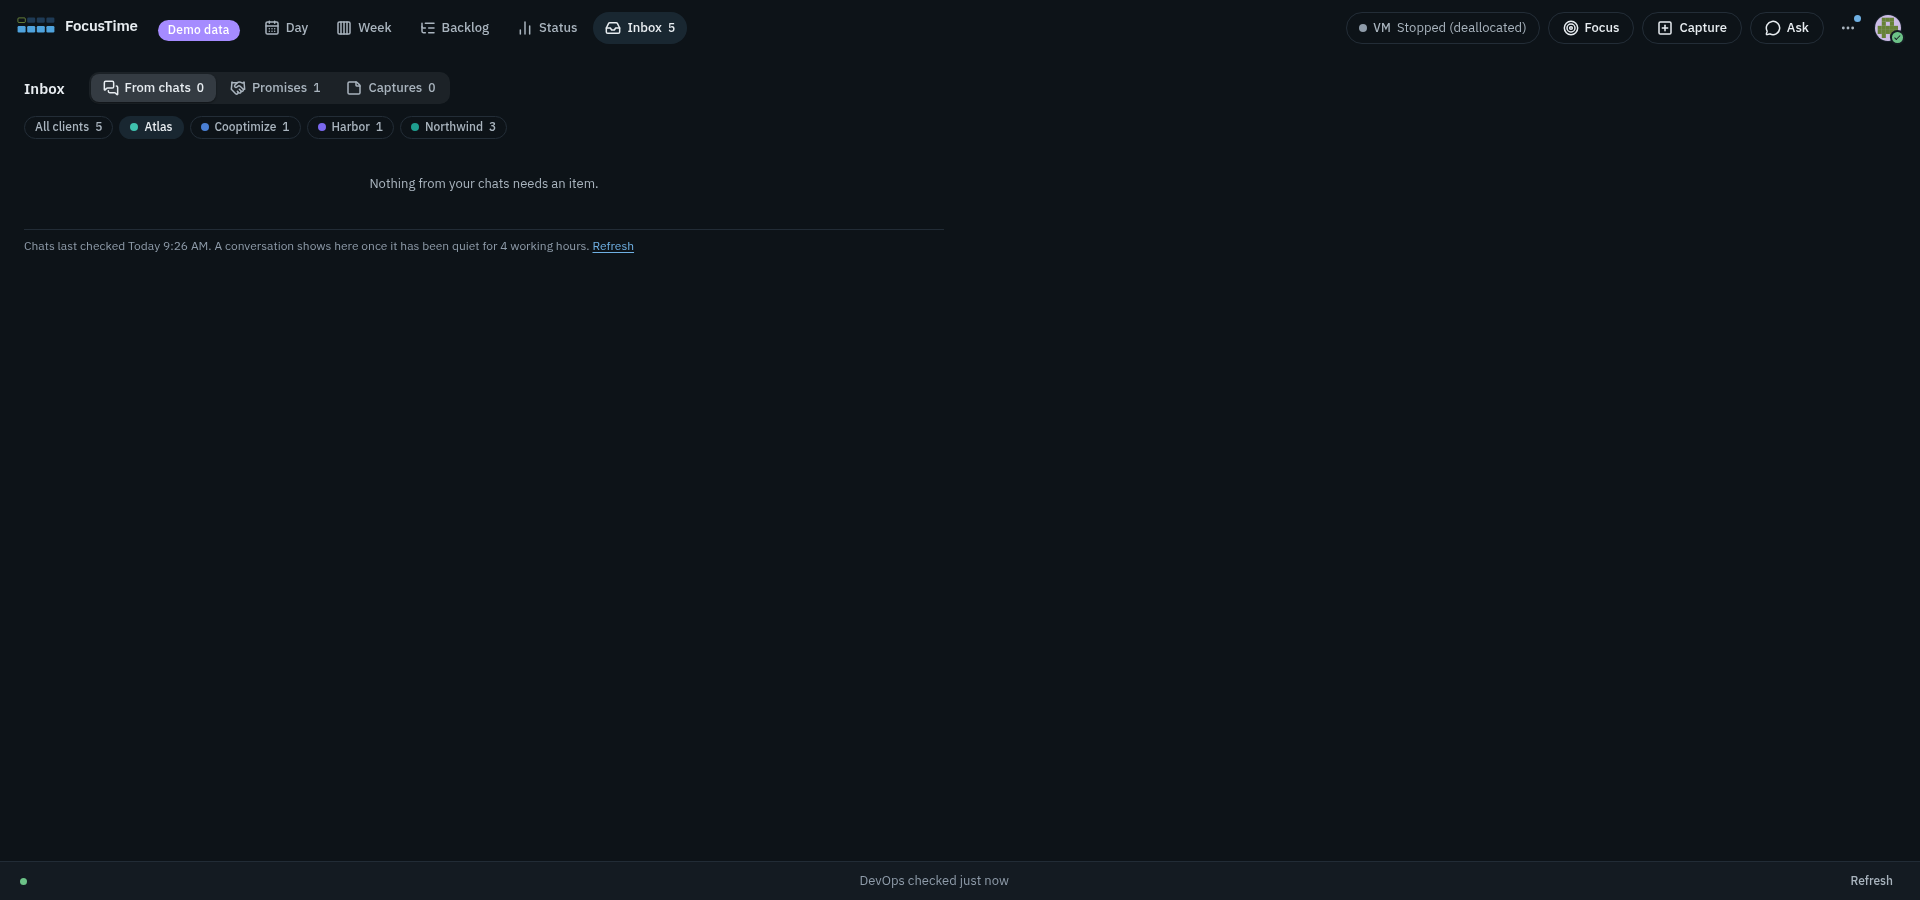 FocusTime
Demo data
Day
Week
Backlog
Status
Inbox 5
VM Stopped (deallocated)
Focus
Capture
Ask
Inbox
From chats 0
Promises 1
Captures 0
All clients 5
Atlas
Cooptimize 1
Harbor 1
Northwind 3
Nothing from your chats needs an item.
Chats last checked Today 9:26 AM. A conversation shows here once it has been quiet for 4 working hours. Refresh
DevOps checked just now
Refresh